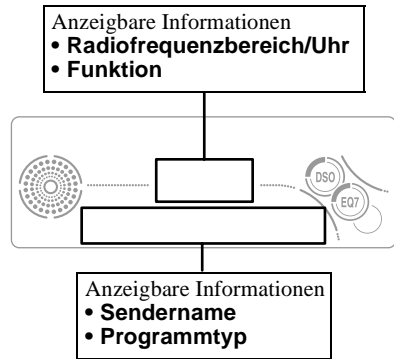 Anzeigbare Informationen
• Radiofrequenzbereich/Uhr
• Funktion
DSO
EQ7
Anzeigbare Informationen
• Sendername
• Programmtyp